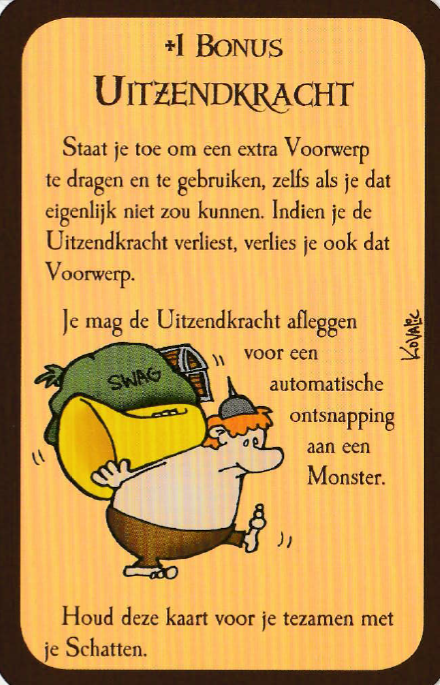 +1 Bonus
Uitzendkracht
Staat je toe om een extra Voorwerp
te dragen en te gebruiken, zelfs als je dat
eigenlijk niet zou kunnen. Indien je de
Uitzendkracht verliest, verlies je ook dat
Voorwerp.
Je mag de Uitzendkracht afleggen
voor een
automatische
ontsnapping
aan een
Monster.
SWAG
KOVALIC
Houd deze kaart voor je tezamen met
je Schatten.